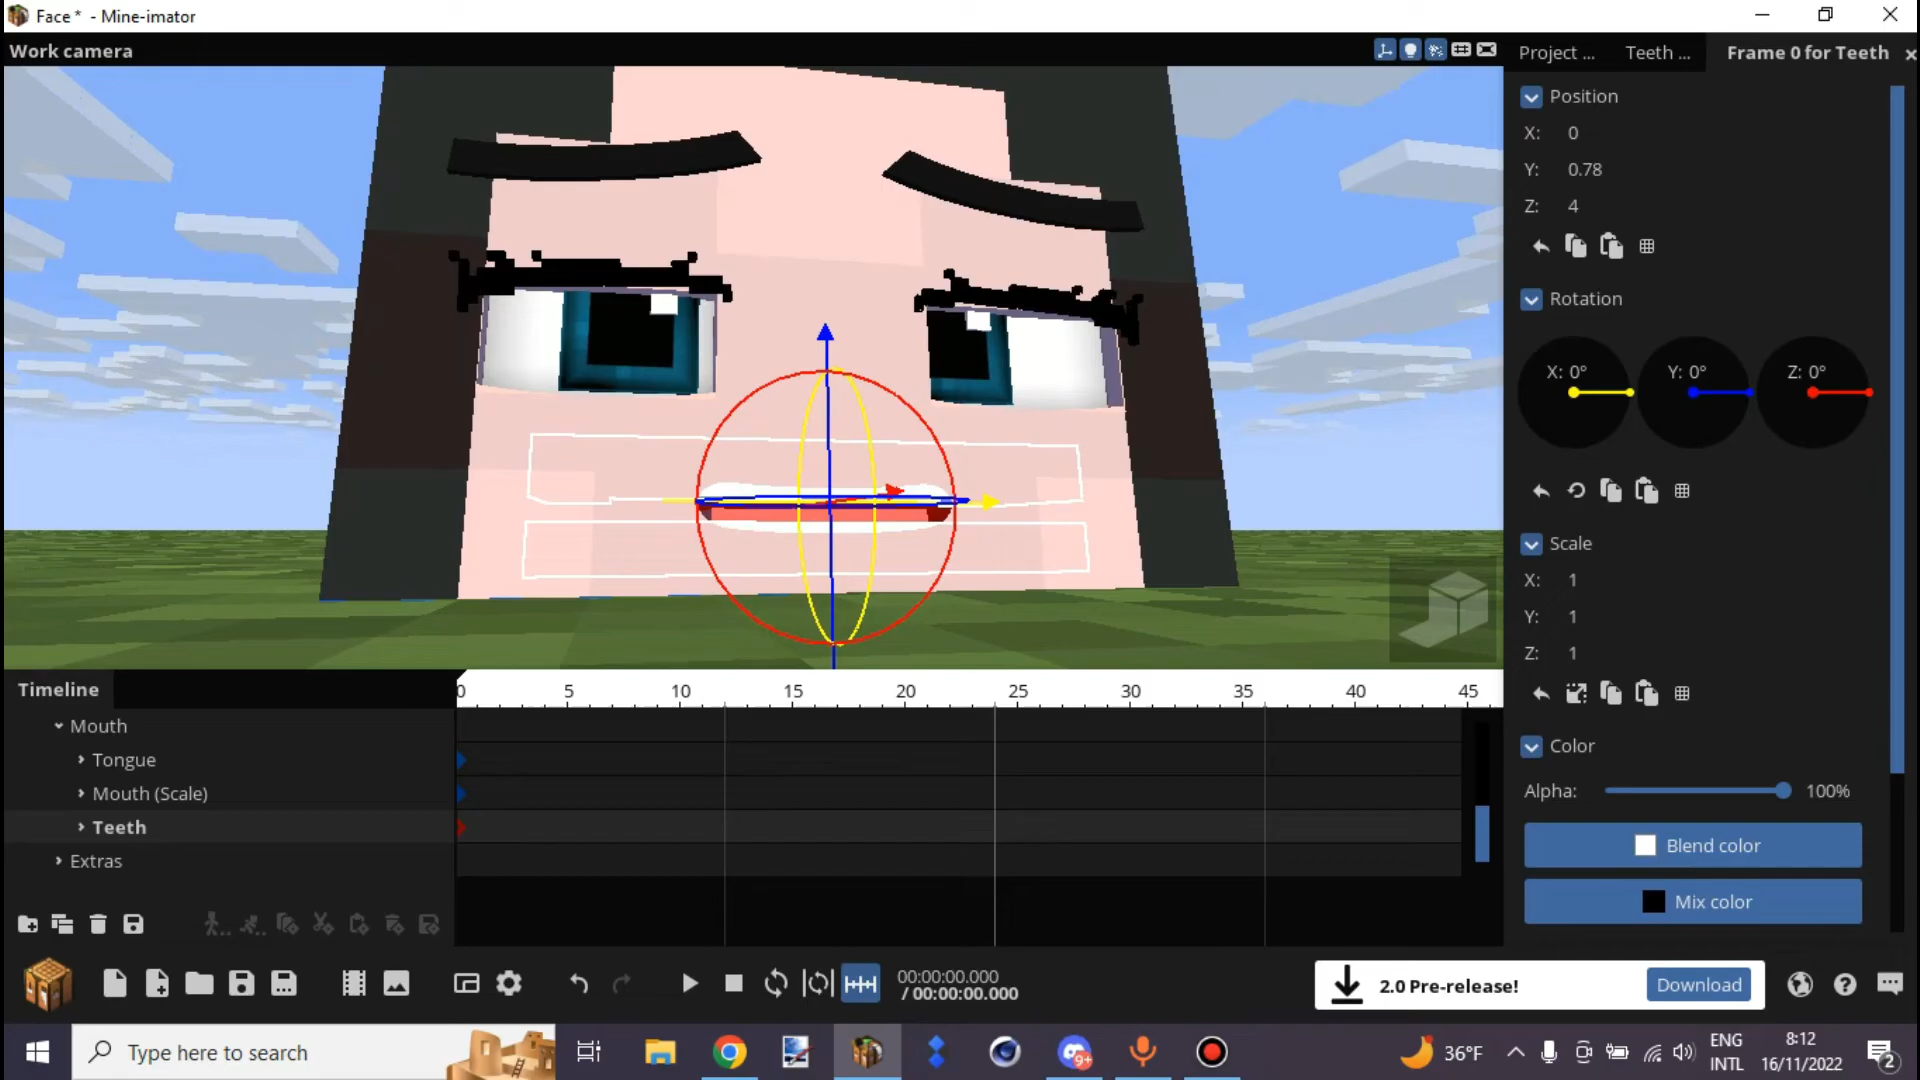 Face * - Mine-imator
Work camera
Project ...
Teeth ...
Frame 0 for Teeth
Position
X: 0
Y: 0.78
Z: 4
Rotation
X: 0° Y: 0° Z: 0°
Scale
X: 1
Y: 1
Z: 1
Color
Alpha: 100%
Blend color
Mix color
Timeline
0 5 10 15 20 25 30 35 40 45
Mouth
Tongue
Mouth (Scale)
Teeth
Extras
00:00:00.000
/ 00:00:00.000
2.0 Pre-release!
Download
Type here to search
9+
36°F
ENG
INTL
8:12
16/11/2022
2